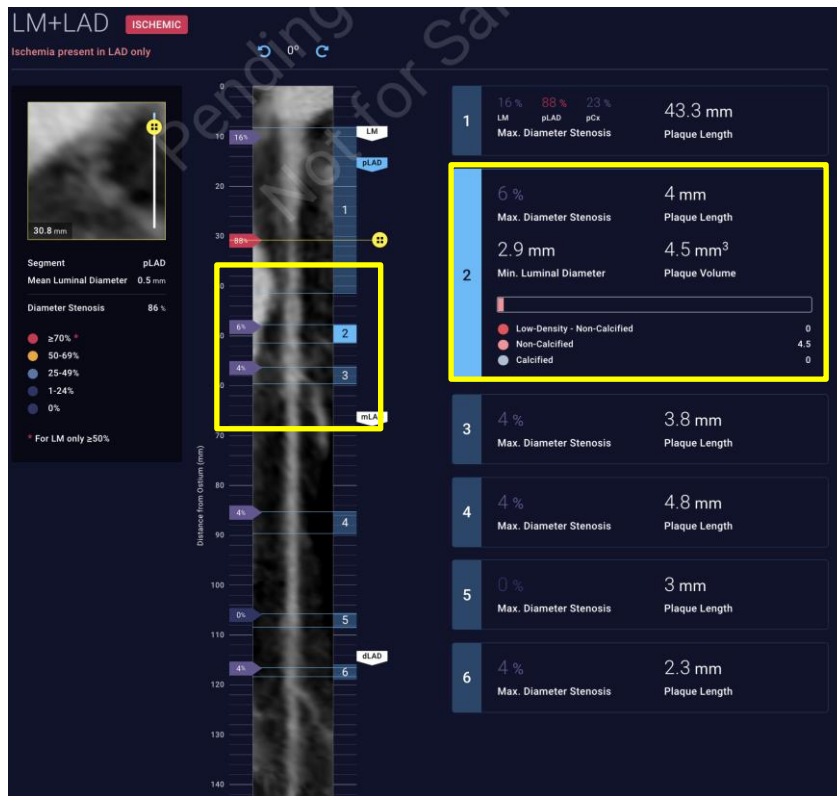 LM+LAD ISCHEMIC
Ischemia present in LAD only
0°
Pending
Not for Sal
30.8 mm
Segment pLAD
Mean Luminal Diameter 0.5 mm
Diameter Stenosis 86 %
≥70% *
50-69%
25-49%
1-24%
0%
* For LM only ≥50%
Distance from Ostium (mm)
0
10
16%
LM
pLAD
20
1
30
88%
6%
2
4%
3
mLA
70
80
4%
4
90
100
0%
5
110
dLAD
4%
6
120
130
140
1
16 % 88 % 23 %
LM pLAD pCx
Max. Diameter Stenosis
43.3 mm
Plaque Length
2
6 %
Max. Diameter Stenosis
4 mm
Plaque Length
2.9 mm
Min. Luminal Diameter
4.5 mm³
Plaque Volume
Low-Density - Non-Calcified 0
Non-Calcified 4.5
Calcified 0
3
4 %
Max. Diameter Stenosis
3.8 mm
Plaque Length
4
4 %
Max. Diameter Stenosis
4.8 mm
Plaque Length
5
0 %
Max. Diameter Stenosis
3 mm
Plaque Length
6
4 %
Max. Diameter Stenosis
2.3 mm
Plaque Length